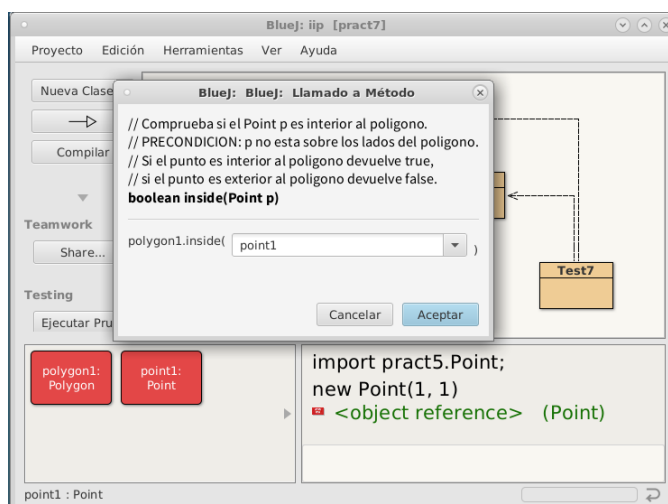 BlueJ: iip [pract7]
Proyecto Edición Herramientas Ver Ayuda
Nueva Clase
Compilar
Teamwork
Share...
Testing
Ejecutar Pru
BlueJ: BlueJ: Llamado a Método
// Comprueba si el Point p es interior al poligono.
// PRECONDICION: p no esta sobre los lados del poligono.
// Si el punto es interior al poligono devuelve true,
// si el punto es exterior al poligono devuelve false.
boolean inside(Point p)
polygon1.inside( point1 )
Cancelar Aceptar
Test7
polygon1:
Polygon
point1:
Point
import pract5.Point;
new Point(1, 1)
<object reference> (Point)
point1 : Point